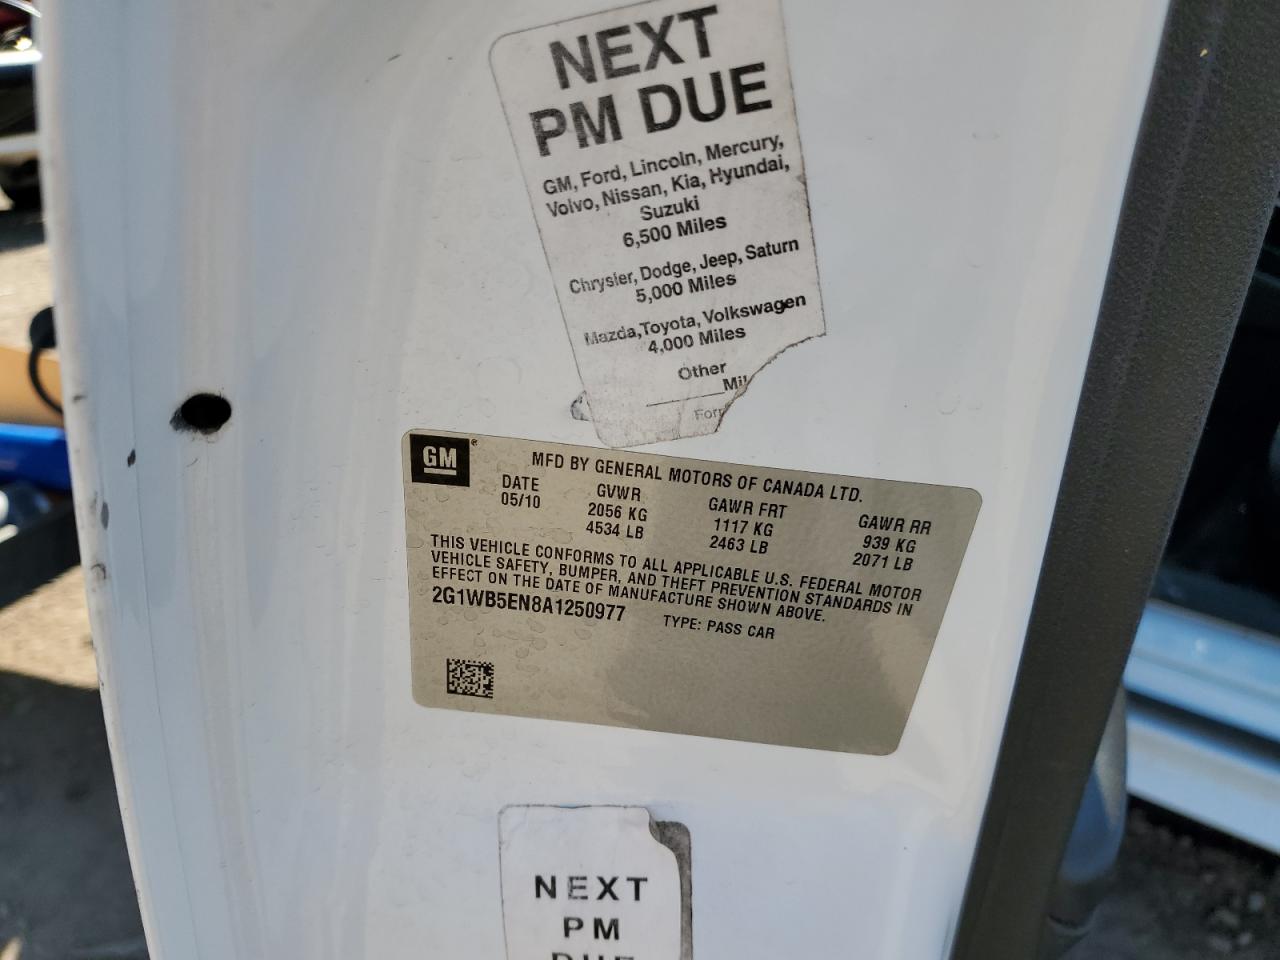 NEXT
PM DUE
GM, Ford, Lincoln, Mercury,
Volvo, Nissan, Kia, Hyundai,
Suzuki
6,500 Miles
Chrysler, Dodge, Jeep, Saturn
5,000 Miles
Mazda, Toyota, Volkswagen
4,000 Miles
Other
GM®
MFD BY GENERAL MOTORS OF CANADA LTD.
DATE GVWR GAWR FRT GAWR RR
05/10 2056 KG 1117 KG 939 KG
4534 LB 2463 LB 2071 LB
THIS VEHICLE CONFORMS TO ALL APPLICABLE U.S. FEDERAL MOTOR
VEHICLE SAFETY, BUMPER, AND THEFT PREVENTION STANDARDS IN
EFFECT ON THE DATE OF MANUFACTURE SHOWN ABOVE.
2G1WB5EN8A1250977 TYPE: PASS CAR
NEXT
PM
DUE